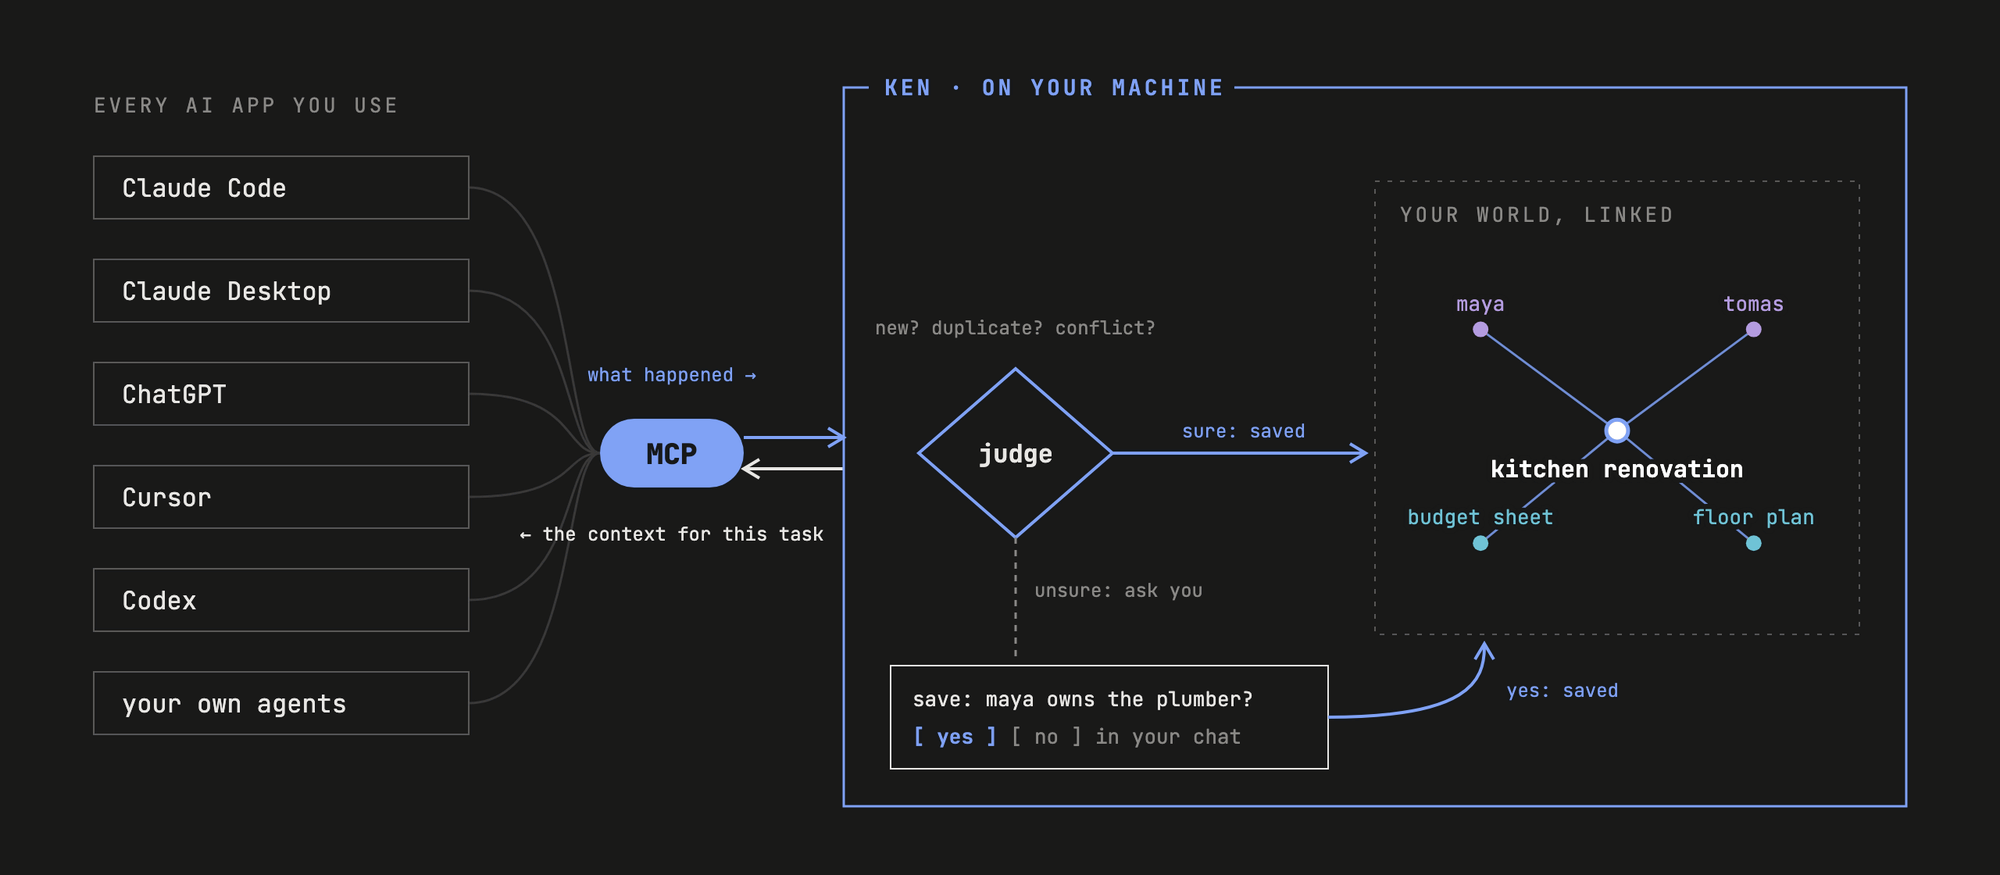 EVERY AI APP YOU USE
Claude Code
Claude Desktop
ChatGPT
Cursor
Codex
your own agents
what happened →
MCP
← the context for this task
KEN · ON YOUR MACHINE
new? duplicate? conflict?
judge
sure: saved
unsure: ask you
save: maya owns the plumber?
[ yes ] [ no ] in your chat
yes: saved
YOUR WORLD, LINKED
maya
tomas
kitchen renovation
budget sheet
floor plan